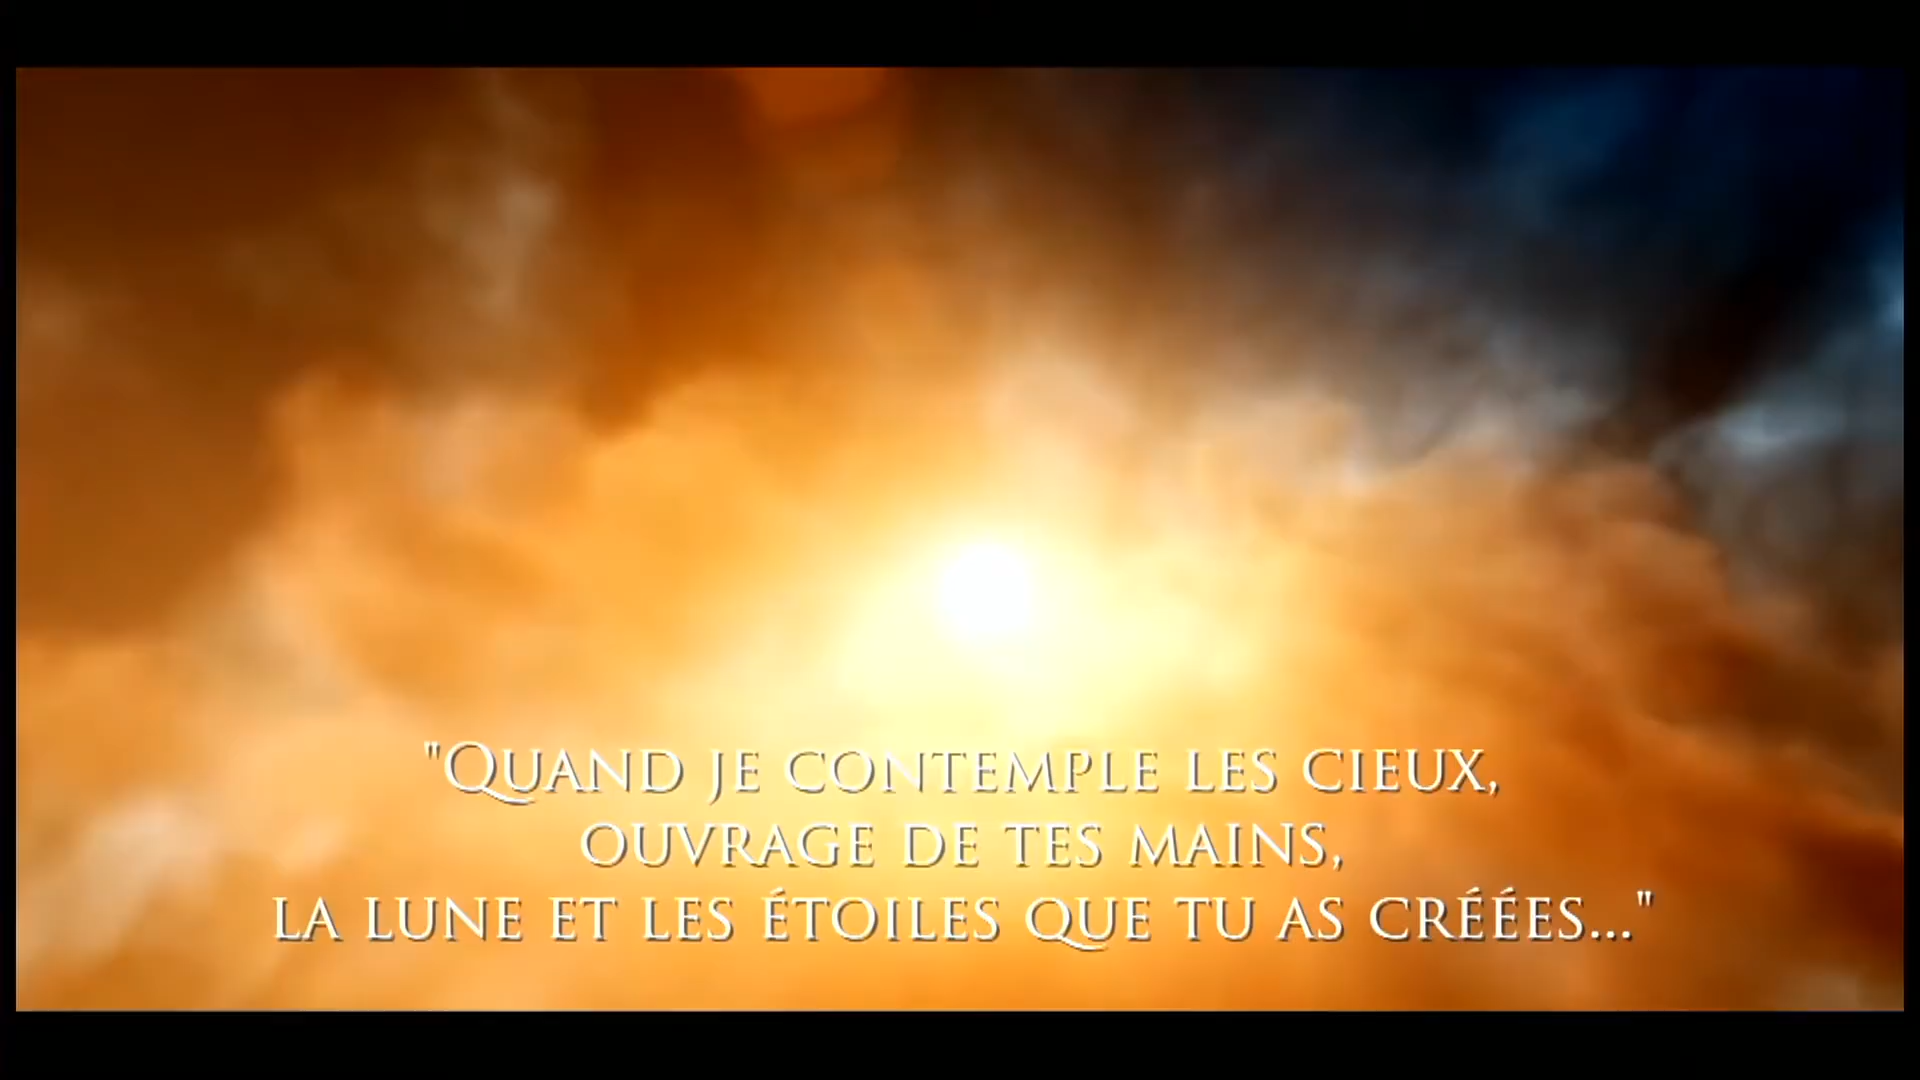 "QUAND JE CONTEMPLE LES CIEUX,
OUVRAGE DE TES MAINS,
LA LUNE ET LES ÉTOILES QUE TU AS CRÉÉES..."